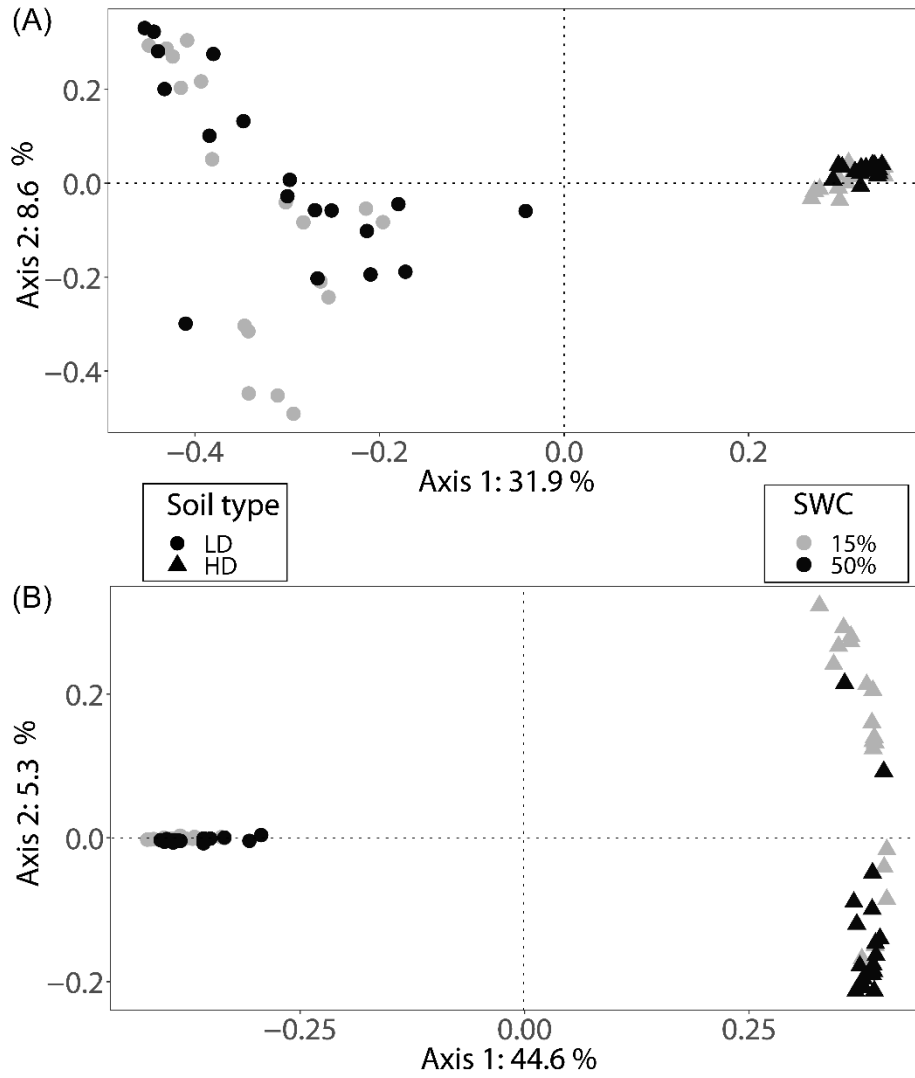 (A)
0.2
0.0
−0.2
−0.4
Axis 2: 8.6 %
−0.4
−0.2
0.0
0.2
Axis 1: 31.9 %
Soil type
LD
HD
SWC
15%
50%
(B)
0.2
0.0
−0.2
Axis 2: 5.3 %
−0.25
0.00
0.25
Axis 1: 44.6 %